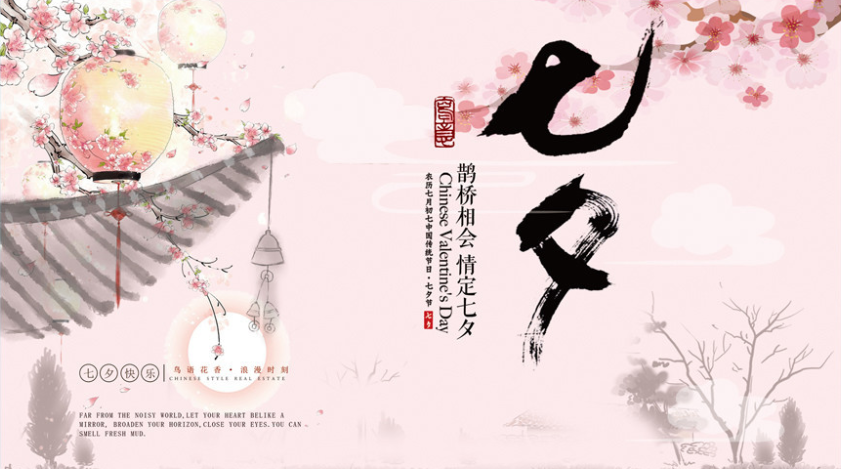 七夕
鹊桥相会 情定七夕
Chinese Valentine's Day
农历七月初七中国传统节日·七夕节
七夕
七夕快乐
鸟语花香·浪漫时刻
CHINESE STYLE REAL ESTATE
FAR FROM THE NOISY WORLD,LET YOUR HEART BELIKE A
MIRROR, BROADEN YOUR HORIZON,CLOSE YOUR EYES.YOU CAN
SMELL FRESH MUD.